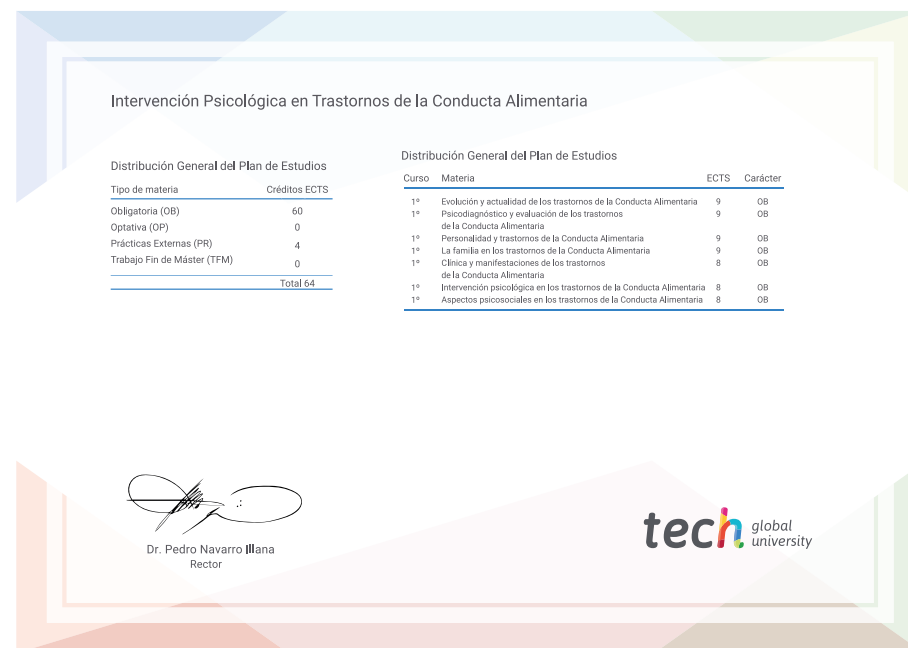 Intervención Psicológica en Trastornos de la Conducta Alimentaria
Distribución General del Plan de Estudios
Tipo de materia Créditos ECTS
Obligatoria (OB) 60
Optativa (OP) 0
Prácticas Externas (PR) 4
Trabajo Fin de Máster (TFM) 0
Total 64
Distribución General del Plan de Estudios
Curso Materia ECTS Carácter
1º Evolución y actualidad de los trastornos de la Conducta Alimentaria 9 OB
1º Psicodiagnóstico y evaluación de los trastornos 9 OB
de la Conducta Alimentaria
1º Personalidad y trastornos de la Conducta Alimentaria 9 OB
1º La familia en los trastornos de la Conducta Alimentaria 9 OB
1º Clínica y manifestaciones de los trastornos 8 OB
de la Conducta Alimentaria
1º Intervención psicológica en los trastornos de la Conducta Alimentaria 8 OB
1º Aspectos psicosociales en los trastornos de la Conducta Alimentaria 8 OB
Dr. Pedro Navarro Illana
Rector
tech global
university